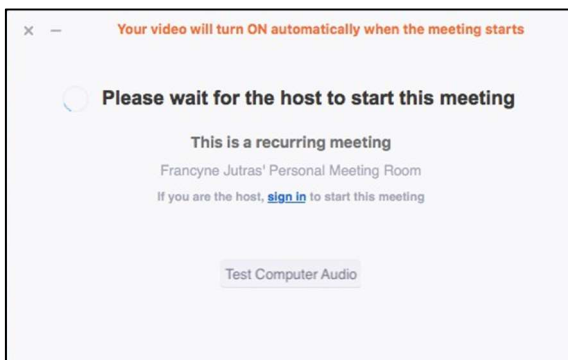 Your video will turn ON automatically when the meeting starts
Please wait for the host to start this meeting
This is a recurring meeting
Francyne Jutras' Personal Meeting Room
If you are the host, sign in to start this meeting
Test Computer Audio